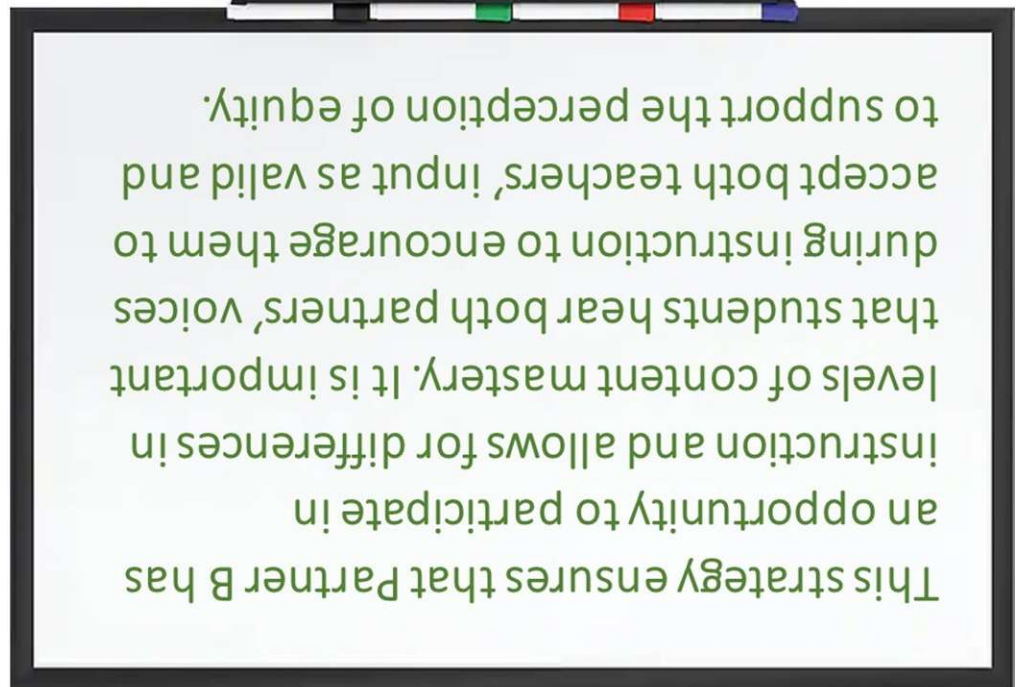 This strategy ensures that Partner B has
an opportunity to participate in
instruction and allows for differences in
levels of content mastery. It is important
that students hear both partners’ voices
during instruction to encourage them to
accept both teachers’ input as valid and
to support the perception of equity.